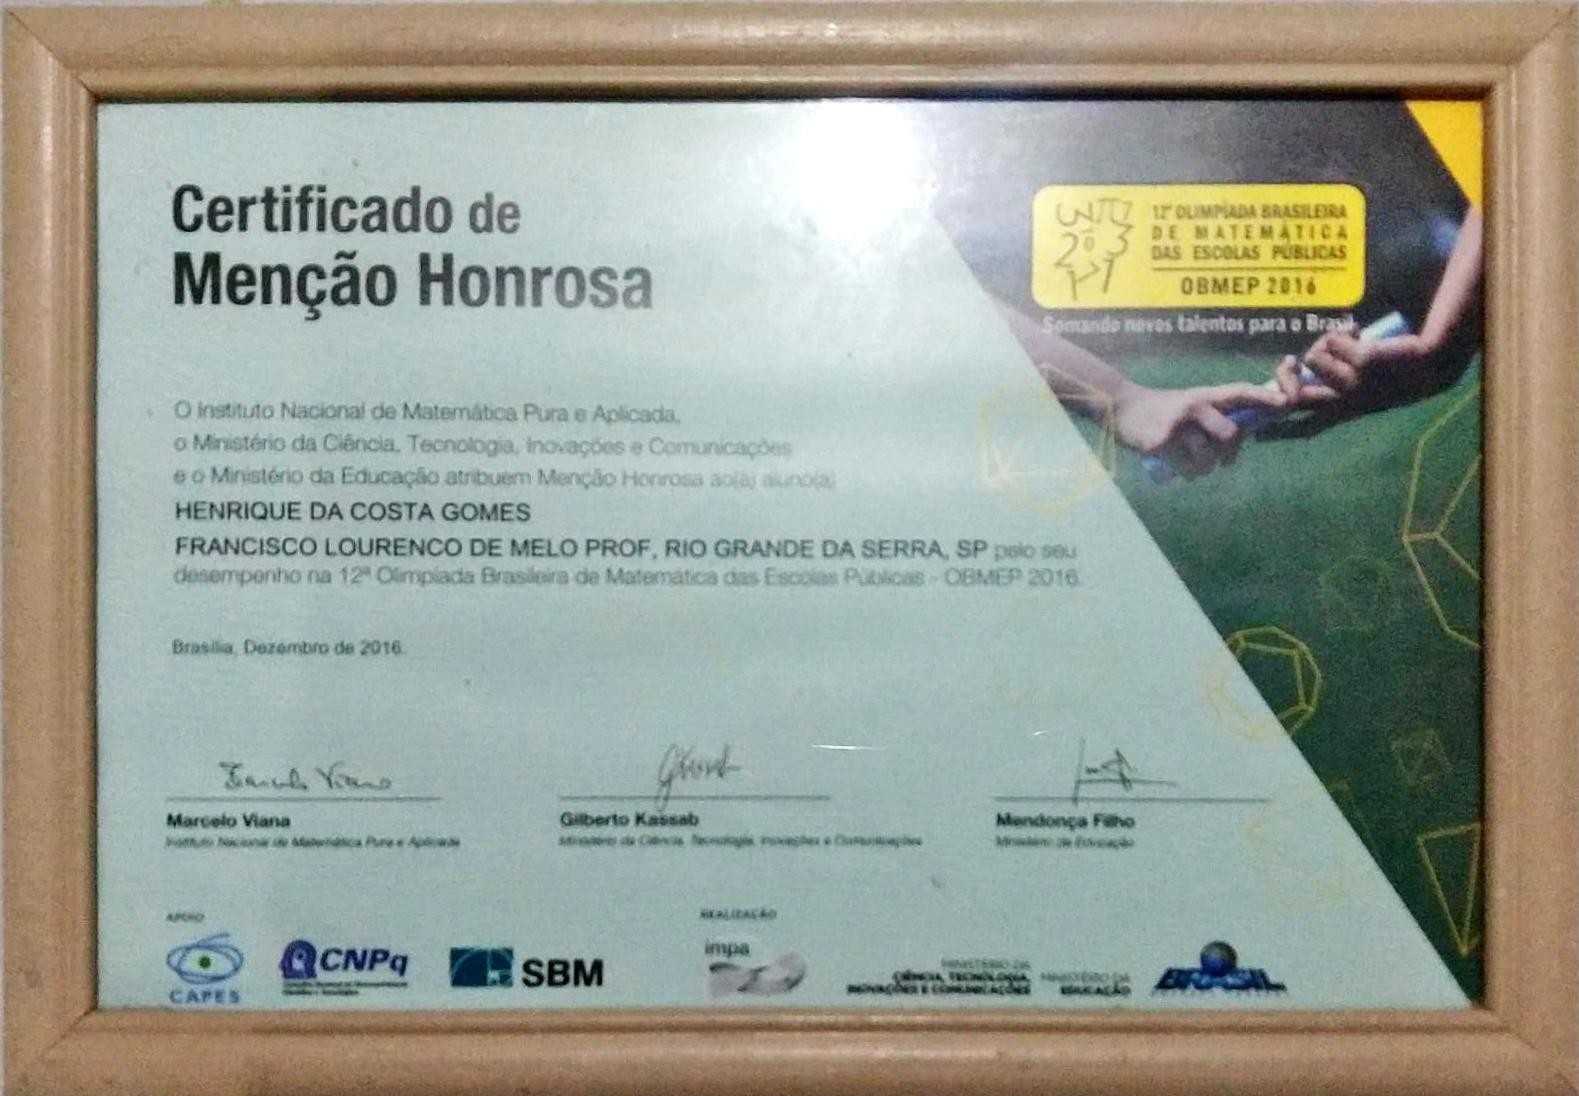 Certificado de
Menção Honrosa
12ª OLIMPÍADA BRASILEIRA
DE MATEMÁTICA
DAS ESCOLAS PÚBLICAS
OBMEP 2016
Somando novos talentos para o Brasil
O Instituto Nacional de Matemática Pura e Aplicada,
o Ministério da Ciência, Tecnologia, Inovações e Comunicações
e o Ministério da Educação atribuem Menção Honrosa ao(à) aluno(a)
HENRIQUE DA COSTA GOMES
FRANCISCO LOURENCO DE MELO PROF, RIO GRANDE DA SERRA, SP pelo seu
desempenho na 12ª Olimpíada Brasileira de Matemática das Escolas Públicas - OBMEP 2016.
Brasília, Dezembro de 2016.
Marcelo Viana
Marcelo Viana
Instituto Nacional de Matemática Pura e Aplicada
Gilberto Kassab
Ministério da Ciência, Tecnologia, Inovações e Comunicações
Mendonça Filho
Ministério da Educação
APOIO
CAPES
CNPq
SBM
REALIZAÇÃO
impa
MINISTÉRIO DA
CIÊNCIA, TECNOLOGIA,
INOVAÇÕES E COMUNICAÇÕES
MINISTÉRIO DA
EDUCAÇÃO
BRASIL